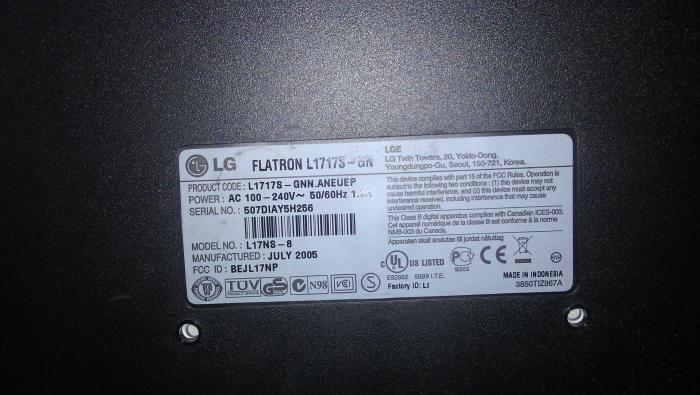 LG FLATRON L1717S-GN
PRODUCT CODE : L1717S-GNN.ANEUEP
POWER : AC 100-240V~ 50/60Hz
SERIAL NO. : 507DIAY5H256
MODEL NO. : L17NS-8
MANUFACTURED : JULY 2005
FCC ID : BEJL17NP
TÜV GS N98 VCCI S
LGE
LG Twin Towers, 20, Yoido-Dong,
Youngdungpo-Gu, Seoul, 150-721, Korea.
This device complies with part 15 of the FCC Rules. Operation is
subject to the following two conditions : (1) this device may not cause
harmful interference, and (2) this device must accept any
interference received, including interference that may cause
undesired operation.
This Class B digital apparatus complies with Canadian ICES-003.
Cet appareil numérique de la classe B est conforme à la norme
NMB-003 du Canada.
Apparaten skall anslutas till jordat nätuttag
C UL US LISTED
E82982 59B9 I.T.E.
Factory ID: LI
BZ03
CE
MADE IN INDONESIA
3850TIZ867A